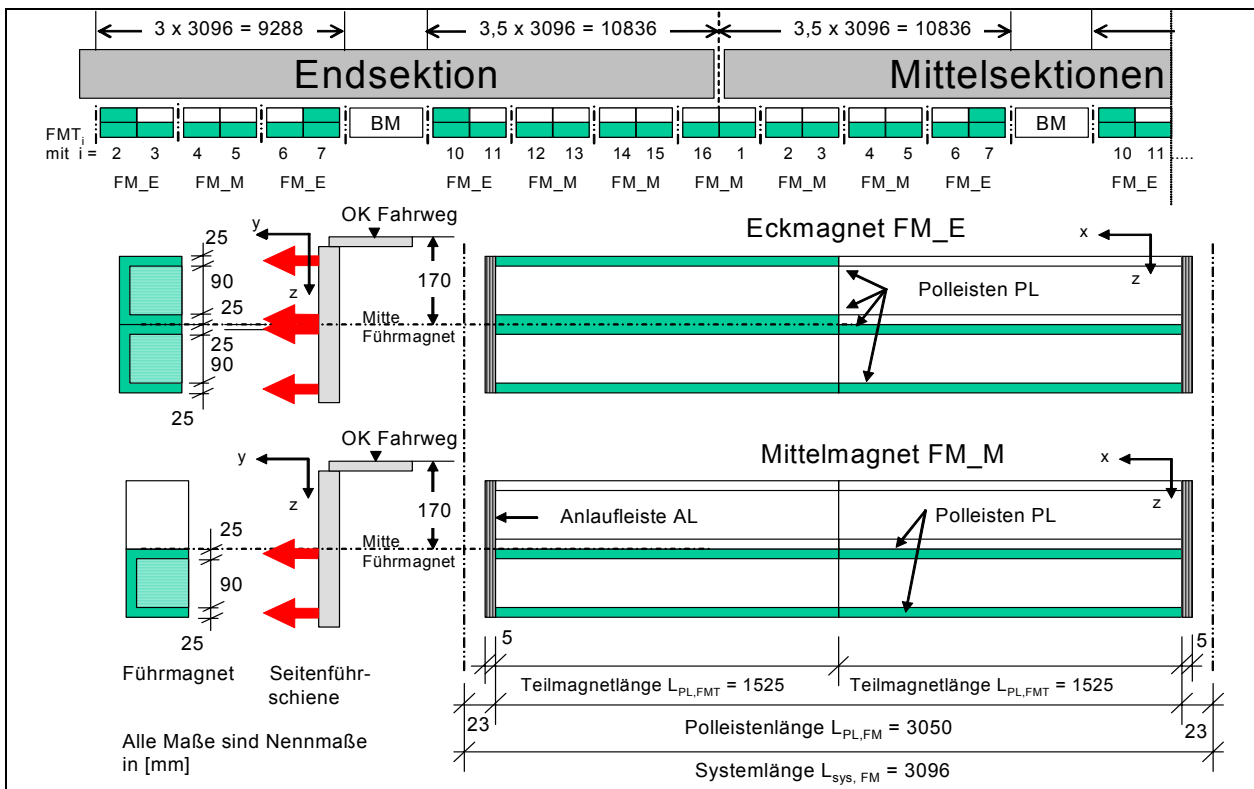 3 x 3096 = 9288
3,5 x 3096 = 10836
3,5 x 3096 = 10836
Endsektion
Mittelsektionen
BM
BM
FMT i
mit i = 2 3 4 5 6 7 10 11 12 13 14 15 16 1 2 3 4 5 6 7 10 11 .....
FM_E FM_M FM_E FM_E FM_M FM_M FM_M FM_M FM_E FM_E
OK Fahrweg
Eckmagnet FM_E
25
90
25
25
90
25
y
z
170
Mitte
Führmagnet
x
z
Polleisten PL
OK Fahrweg
Mittelmagnet FM_M
25
90
25
y
z
170
Mitte
Führmagnet
x
z
Anlaufleiste AL
Polleisten PL
Führmagnet
Seitenführ-
schiene
5
5
Teilmagnetlänge L PL,FMT = 1525
Teilmagnetlänge L PL,FMT = 1525
23
Polleistenlänge L PL,FM = 3050
23
Systemlänge L sys, FM = 3096
Alle Maße sind Nennmaße
in [mm]